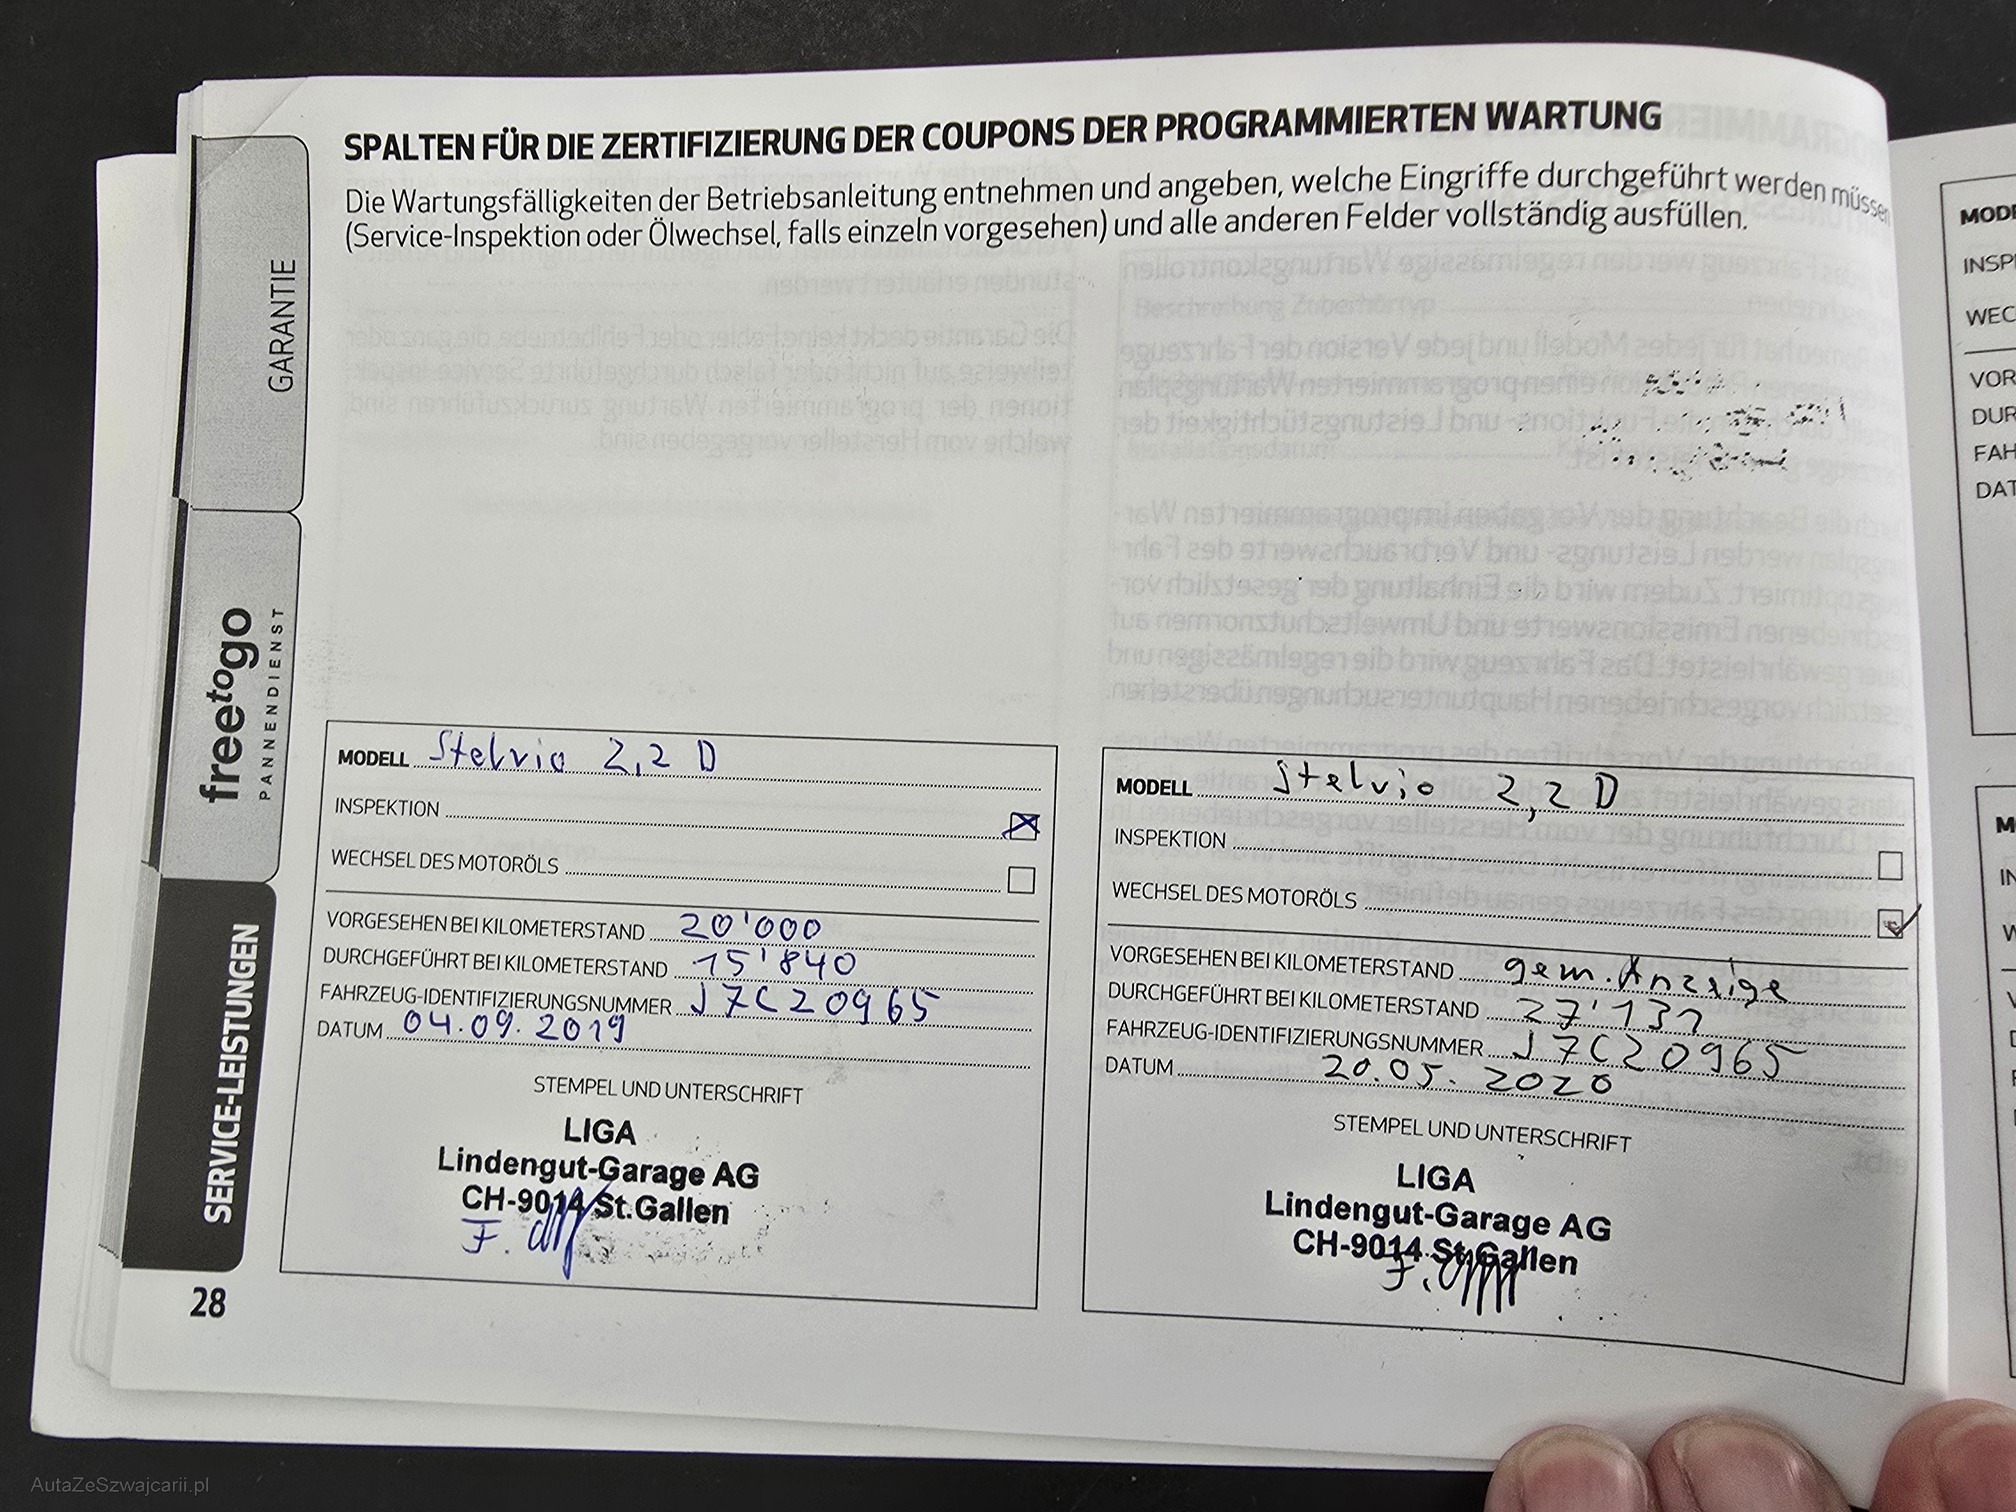 SPALTEN FÜR DIE ZERTIFIZIERUNG DER COUPONS DER PROGRAMMIERTEN WARTUNG
Die Wartungsfälligkeiten der Betriebsanleitung entnehmen und angeben, welche Eingriffe durchgeführt werden müssen
(Service-Inspektion oder Ölwechsel, falls einzeln vorgesehen) und alle anderen Felder vollständig ausfüllen.
GARANTIE
freetogo
PANNENDIENST
SERVICE-LEISTUNGEN
28
MODELL Stelvio 2,2 D
INSPEKTION
WECHSEL DES MOTORÖLS
VORGESEHEN BEI KILOMETERSTAND 20'000
DURCHGEFÜHRT BEI KILOMETERSTAND 15'840
FAHRZEUG-IDENTIFIZIERUNGSNUMMER J7C20965
DATUM 04.09.2019
STEMPEL UND UNTERSCHRIFT
LIGA
Lindengut-Garage AG
CH-9014 St.Gallen
MODELL Stelvio 2,2 D
INSPEKTION
WECHSEL DES MOTORÖLS
VORGESEHEN BEI KILOMETERSTAND gem. Anzeige
DURCHGEFÜHRT BEI KILOMETERSTAND 27'131
FAHRZEUG-IDENTIFIZIERUNGSNUMMER J7C20965
DATUM 20.05.2020
STEMPEL UND UNTERSCHRIFT
LIGA
Lindengut-Garage AG
CH-9014 St.Gallen
AutaZeSzwajcarii.pl